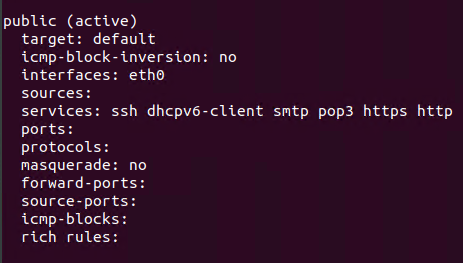 public (active)
target: default
icmp-block-inversion: no
interfaces: eth0
sources:
services: ssh dhcpv6-client smtp pop3 https http
ports:
protocols:
masquerade: no
forward-ports:
source-ports:
icmp-blocks:
rich rules: